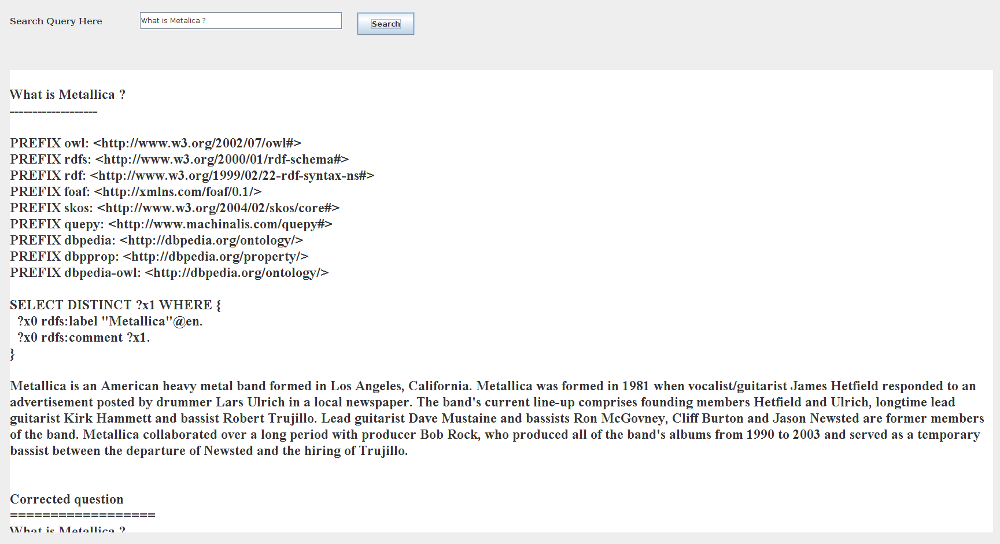 Search Query Here
What is Metalica ?
Search
What is Metallica ?
-------------------
PREFIX owl: <http://www.w3.org/2002/07/owl#>
PREFIX rdfs: <http://www.w3.org/2000/01/rdf-schema#>
PREFIX rdf: <http://www.w3.org/1999/02/22-rdf-syntax-ns#>
PREFIX foaf: <http://xmlns.com/foaf/0.1/>
PREFIX skos: <http://www.w3.org/2004/02/skos/core#>
PREFIX quepy: <http://www.machinalis.com/quepy#>
PREFIX dbpedia: <http://dbpedia.org/ontology/>
PREFIX dbpprop: <http://dbpedia.org/property/>
PREFIX dbpedia-owl: <http://dbpedia.org/ontology/>
SELECT DISTINCT ?x1 WHERE {
?x0 rdfs:label "Metallica"@en.
?x0 rdfs:comment ?x1.
}
Metallica is an American heavy metal band formed in Los Angeles, California. Metallica was formed in 1981 when vocalist/guitarist James Hetfield responded to an
advertisement posted by drummer Lars Ulrich in a local newspaper. The band's current line-up comprises founding members Hetfield and Ulrich, longtime lead
guitarist Kirk Hammett and bassist Robert Trujillo. Lead guitarist Dave Mustaine and bassists Ron McGovney, Cliff Burton and Jason Newsted are former members
of the band. Metallica collaborated over a long period with producer Bob Rock, who produced all of the band's albums from 1990 to 2003 and served as a temporary
bassist between the departure of Newsted and the hiring of Trujillo.
Corrected question
==================
What is Metallica ?